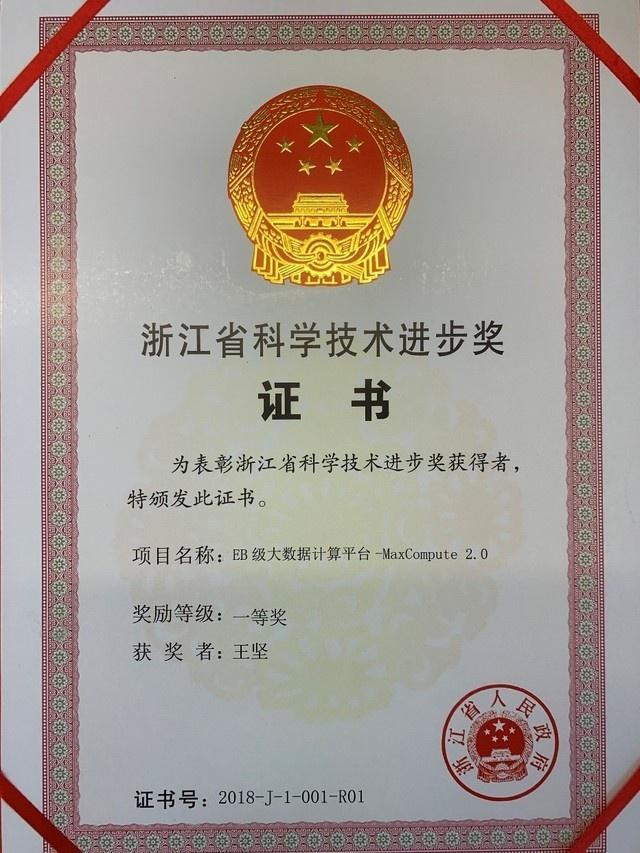 浙江省科学技术进步奖
证 书
为表彰浙江省科学技术进步奖获得者，
特颁发此证书。
项目名称：EB 级大数据计算平台-MaxCompute 2.0
奖励等级：一等奖
获 奖 者：王坚
浙江省人民政府
证书号：2018-J-1-001-R01